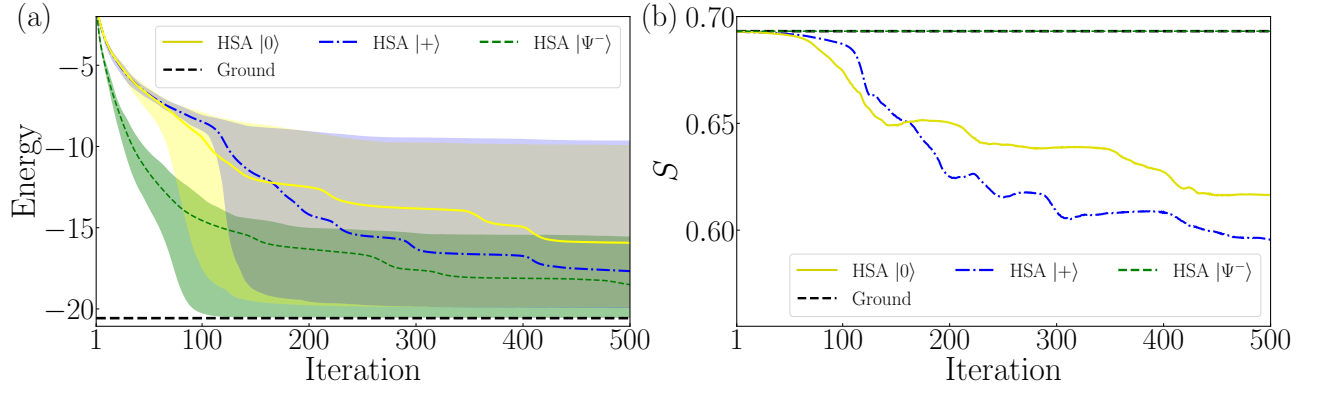 (a)
HSA |0⟩ HSA |+⟩ HSA |Ψ⁻⟩
Ground
−5
−10
−15
−20
Energy
1 100 200 300 400 500
Iteration
(b)
0.70
0.65
0.60
S
HSA |0⟩ HSA |+⟩ HSA |Ψ⁻⟩
Ground
1 100 200 300 400 500
Iteration